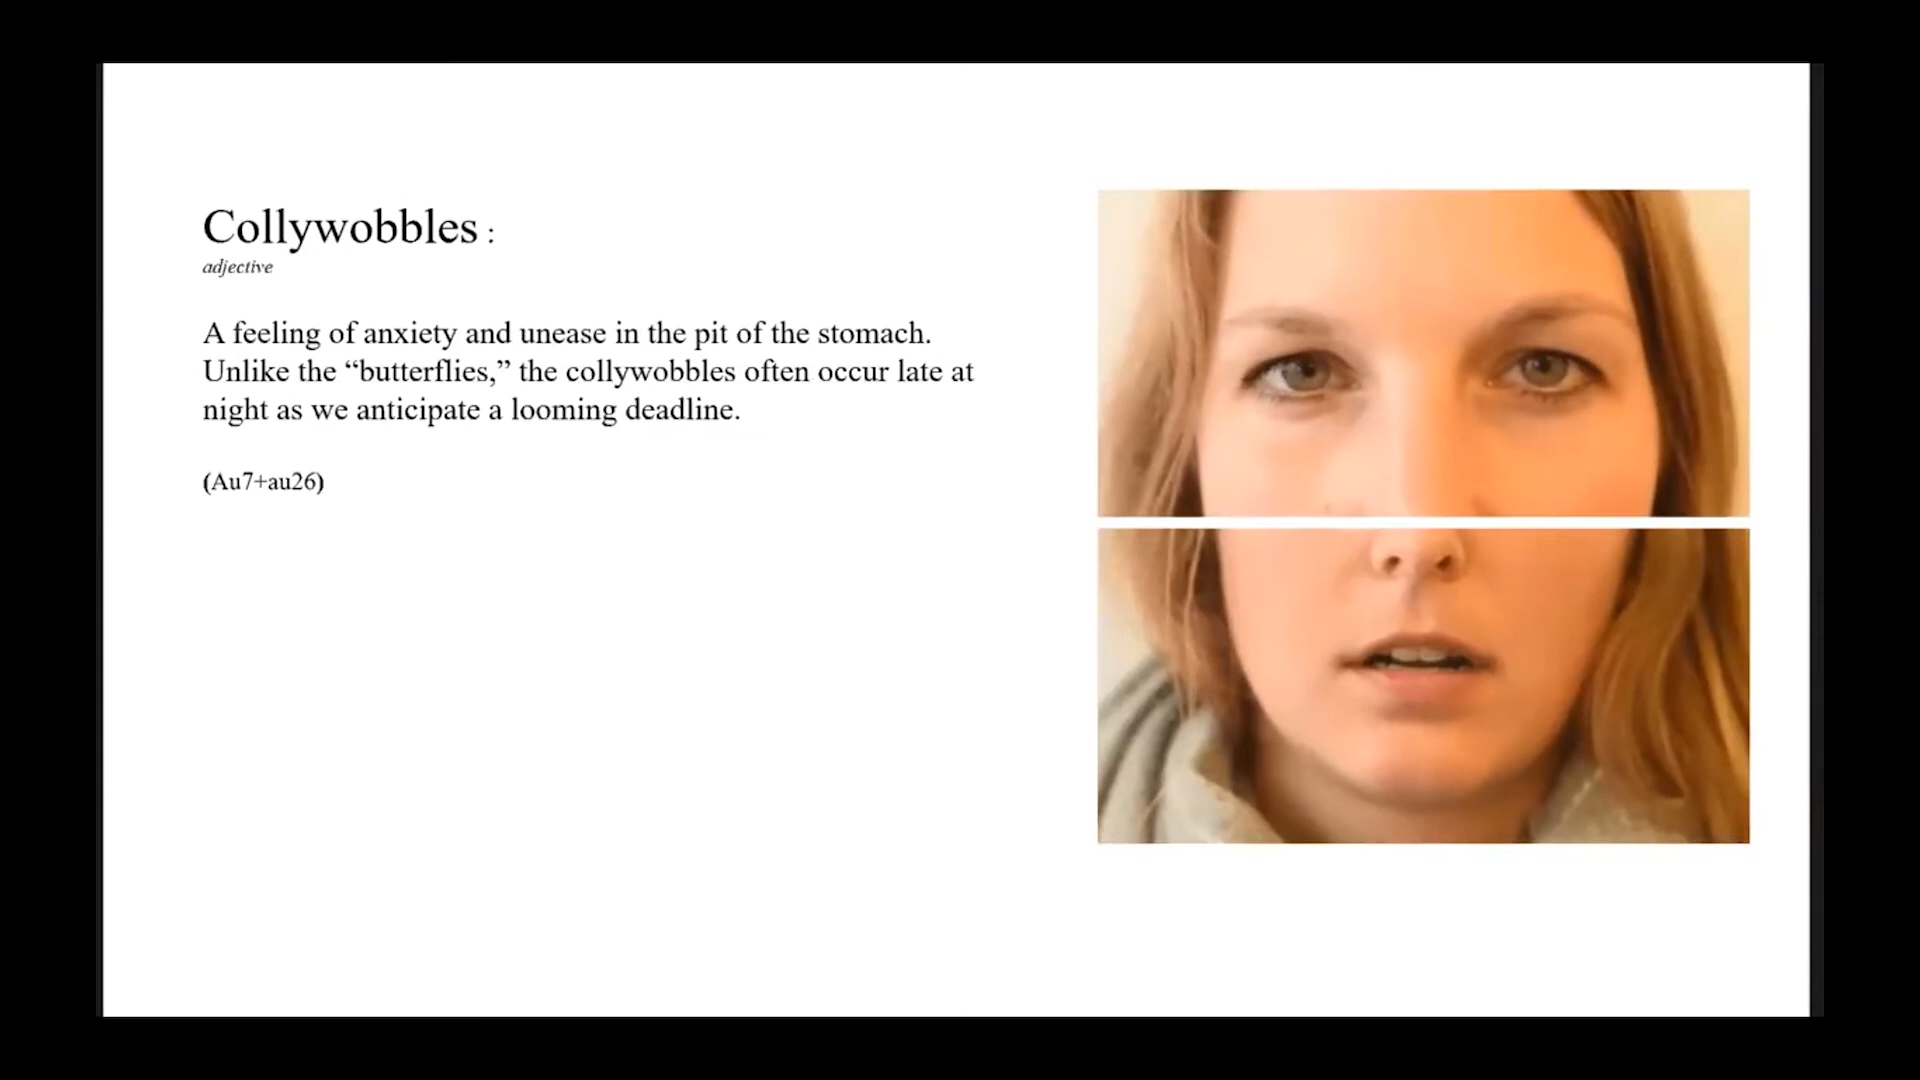 Collywobbles :
adjective
A feeling of anxiety and unease in the pit of the stomach.
Unlike the “butterflies,” the collywobbles often occur late at
night as we anticipate a looming deadline.
(Au7+au26)